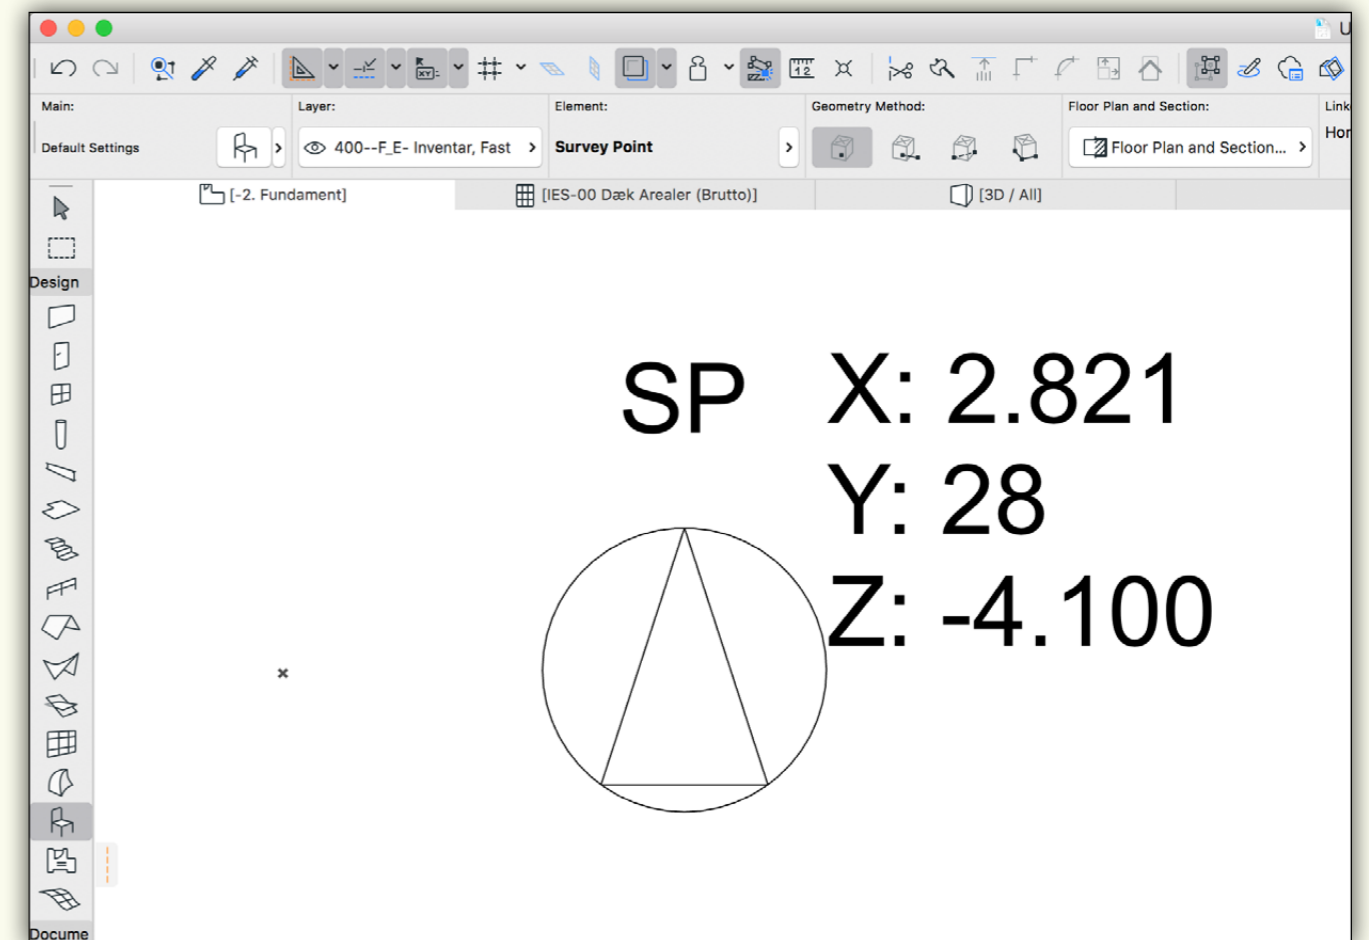 U
Main:
Layer:
Element:
Geometry Method:
Floor Plan and Section:
Link
Default Settings
400--F_E- Inventar, Fast
Survey Point
Floor Plan and Section...
Hor
[-2. Fundament]
[IES-00 Dæk Arealer (Brutto)]
[3D / All]
Design
SP
X: 2.821
Y: 28
Z: -4.100
Docume